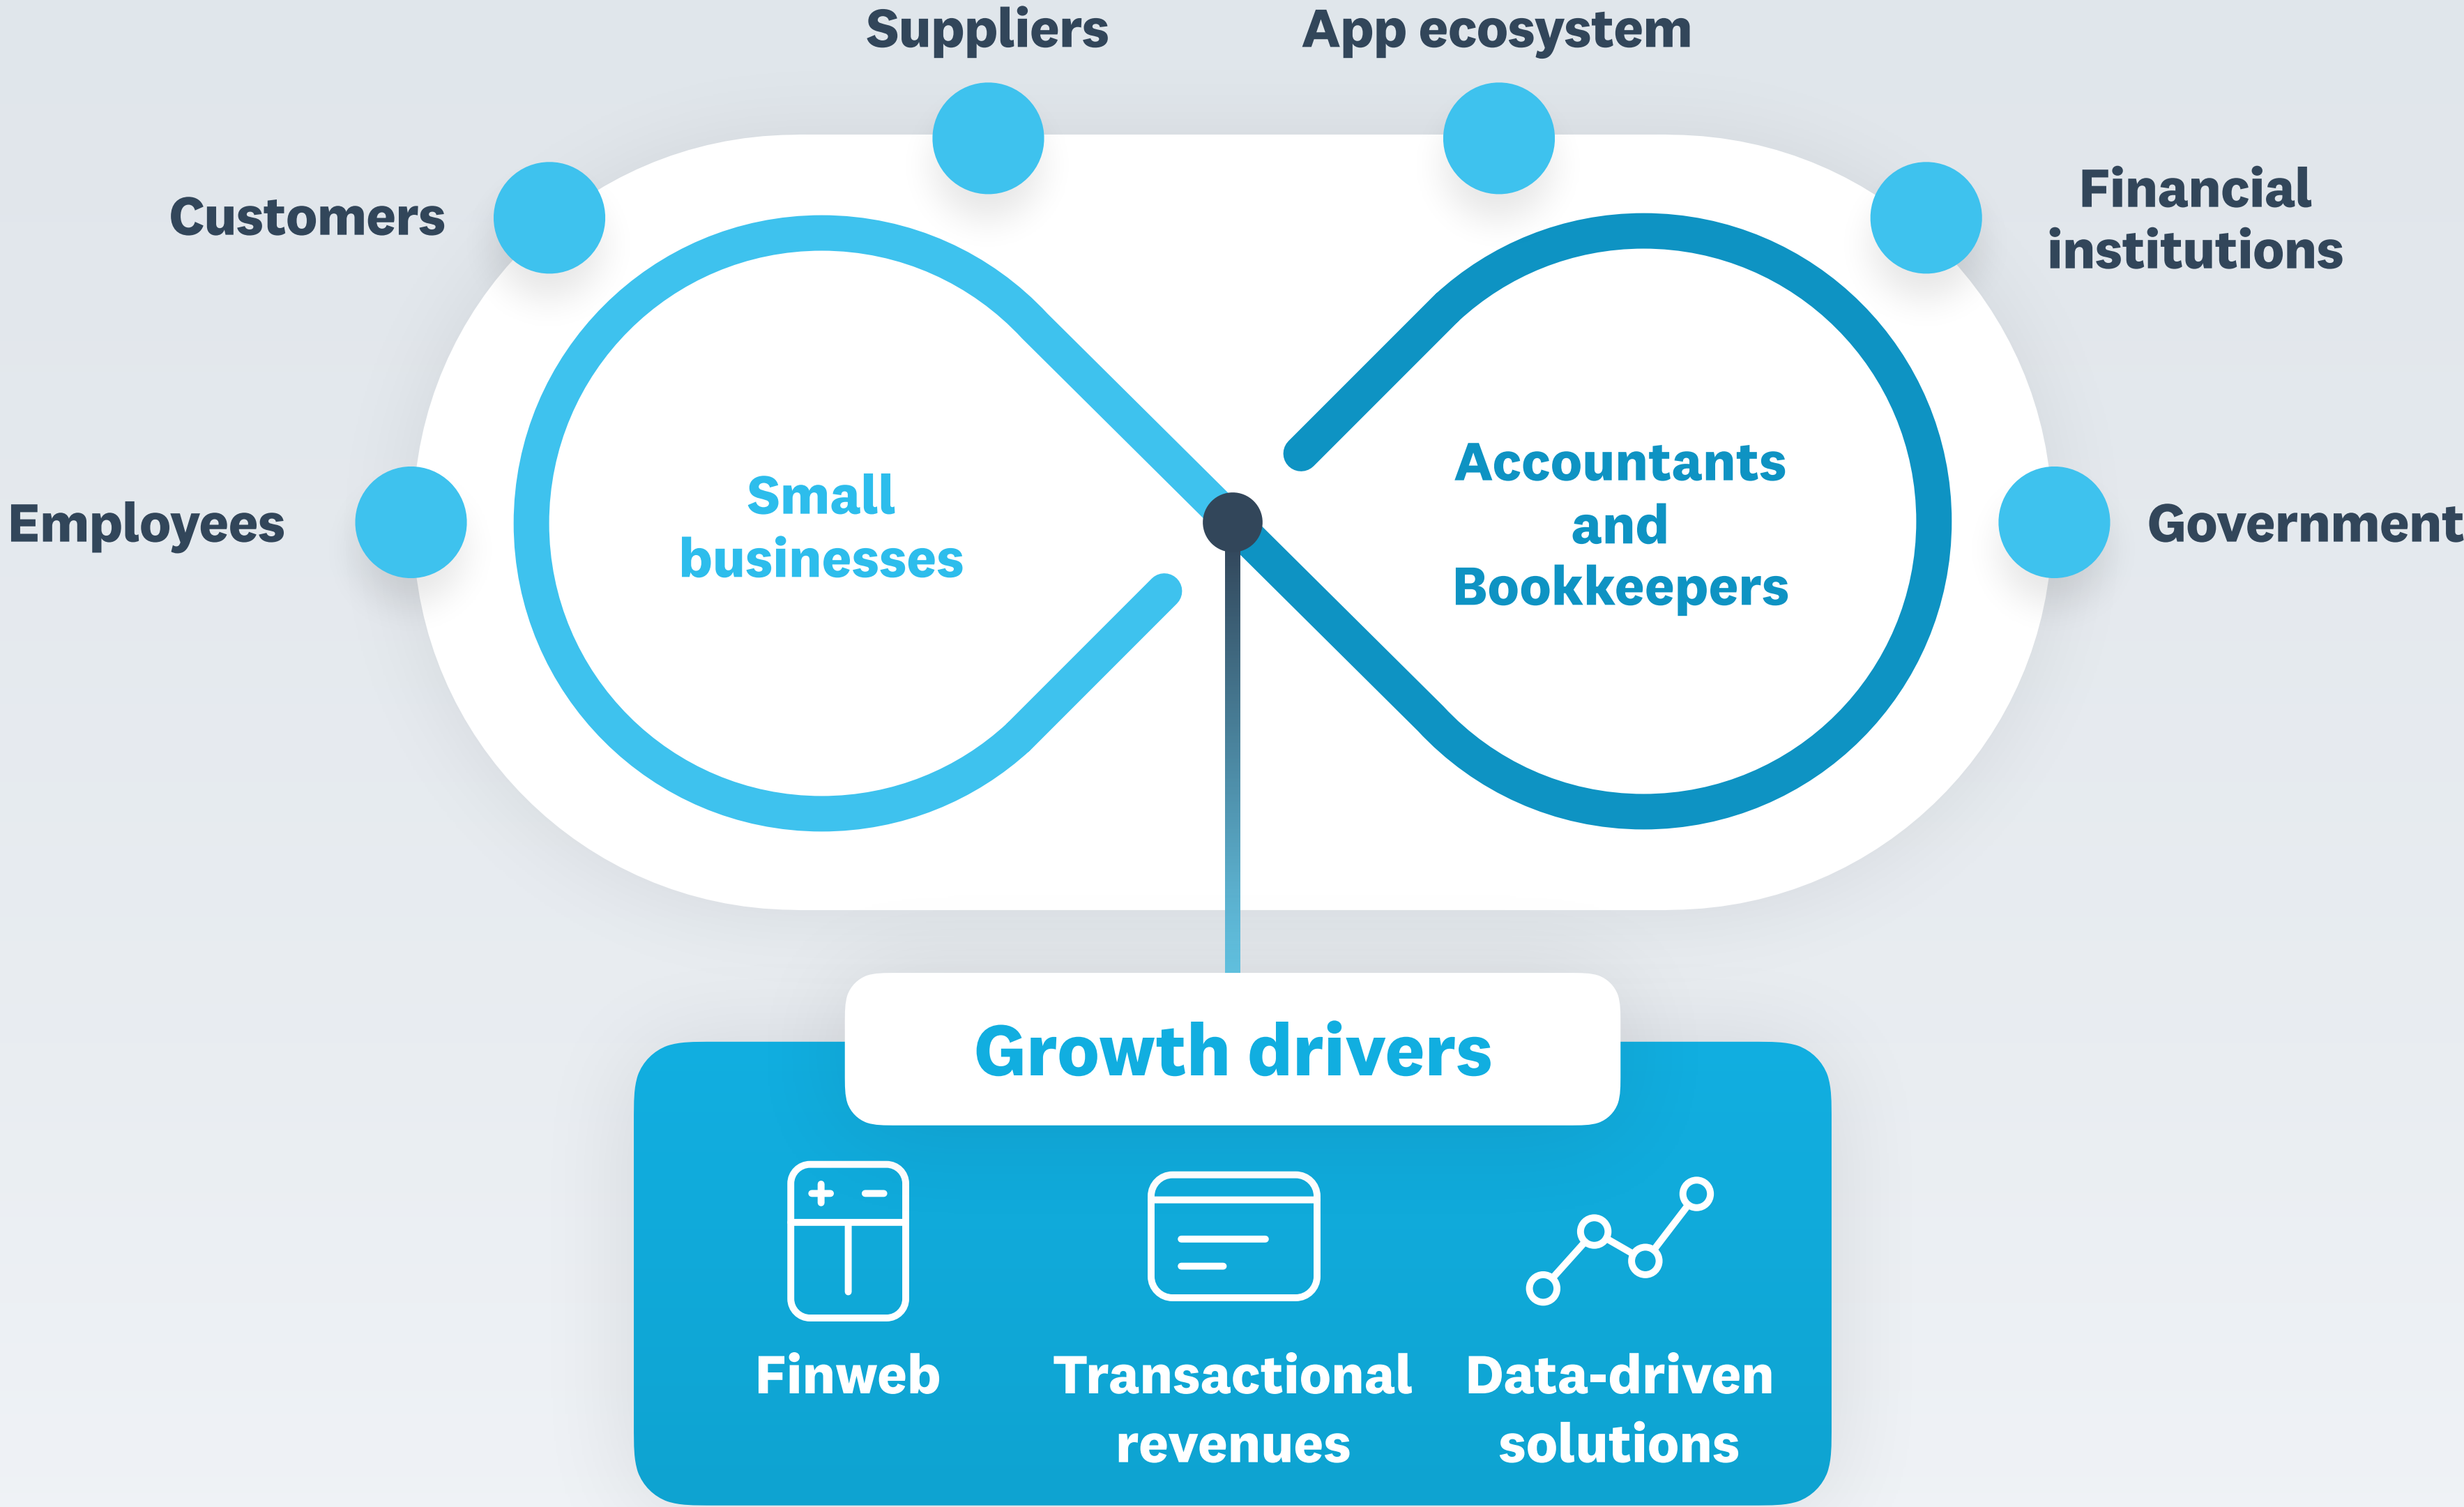 Suppliers
App ecosystem
Customers
Financial
institutions
Employees
Small
businesses
Accountants
and
Bookkeepers
Government
Growth drivers
Finweb
Transactional
revenues
Data-driven
solutions